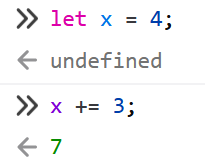 >> let x = 4;
← undefined
>> x += 3;
← 7